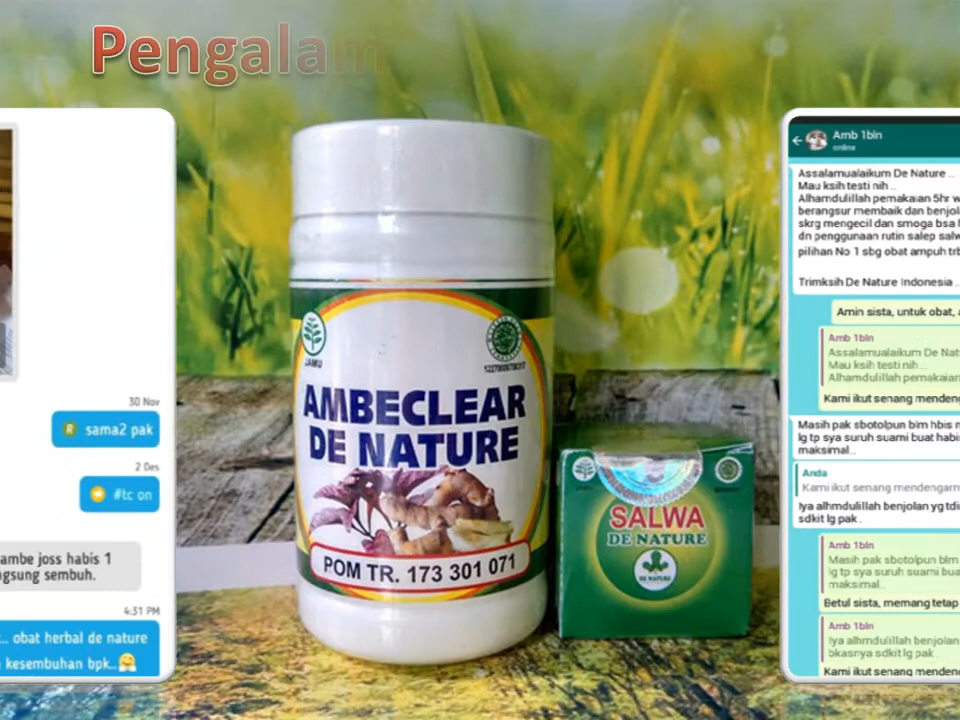 Pengalam
30 Nov
sama2 pak
2 Des
#tc on
ambe joss habis 1
gsung sembuh.
4:31 PM
.. obat herbal de nature
kesembuhan bpk..
JAMU
AMBECLEAR
DE NATURE
POM TR. 173 301 071
SALWA
DE NATURE
DE NATURE
Amb 1bln
online
Assalamualaikum De Nature ..
Mau ksih testi nih ..
Alhamdulillah pemakaian 5hr w
berangsur membaik dan benjola
skrg mengecil dan smoga bsa
dn penggunaan rutin salep salw
pilihan No 1 sbg obat ampuh trb
Trimksih De Nature Indonesia ..
Amin sista, untuk obat,
Amb 1bln
Assalamualaikum De Nat
Mau ksih testi nih ..
Alhamdulillah pemakaian
Kami ikut senang mendeng
Masih pak sbotolpun blm hbis
lg tp sya suruh suami buat habis
maksimal..
Anda
Kami ikut senang mendengarn
Iya alhmdulillah benjolan yg tdi
sdkit lg pak .
Amb 1bln
Masih pak sbotolpun blm
lg tp sya suruh suami bua
maksimal..
Betul sista, memang tetap
Amb 1bln
Iya alhmdulillah benjolan
bkasnya sdkit lg pak .
Kami ikut senang mendeng